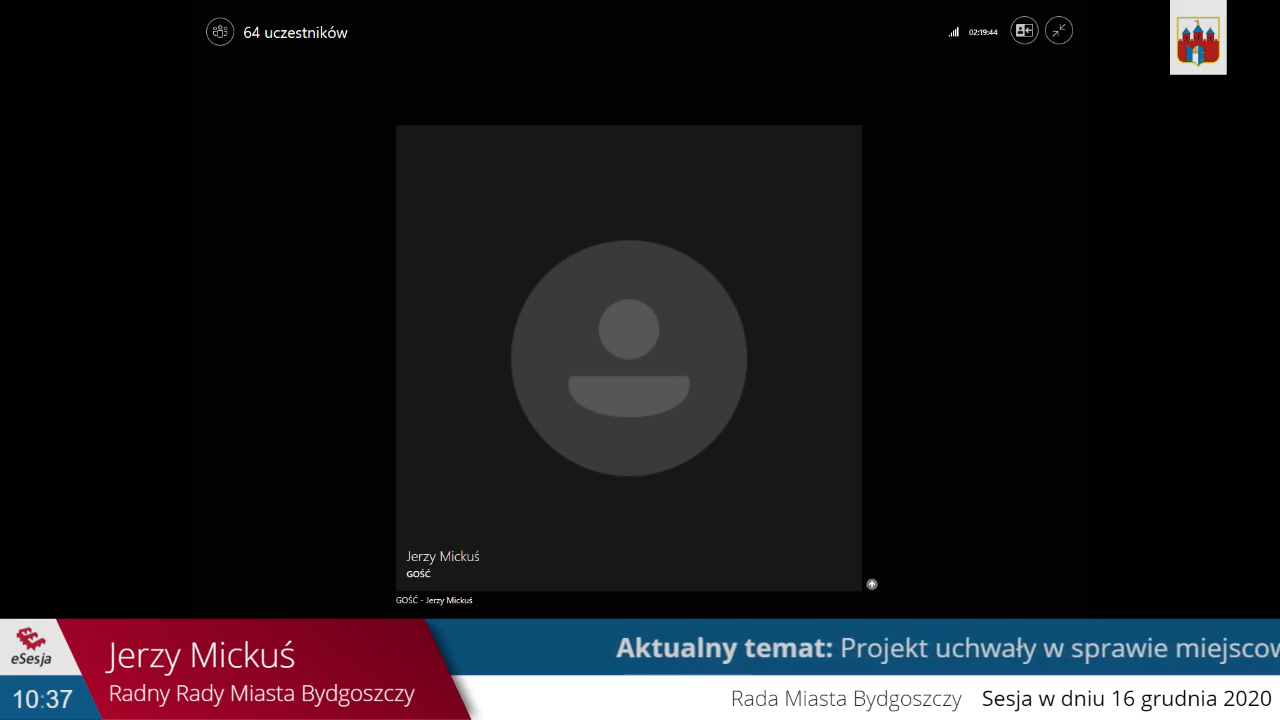 64 uczestników
02:19:44
Jerzy Mickuś
GOŚĆ
GOŚĆ - Jerzy Mickuś
eSesja
Jerzy Mickuś
Radny Rady Miasta Bydgoszczy
Aktualny temat: Projekt uchwały w sprawie miejscow
10:37
Rada Miasta Bydgoszczy Sesja w dniu 16 grudnia 2020